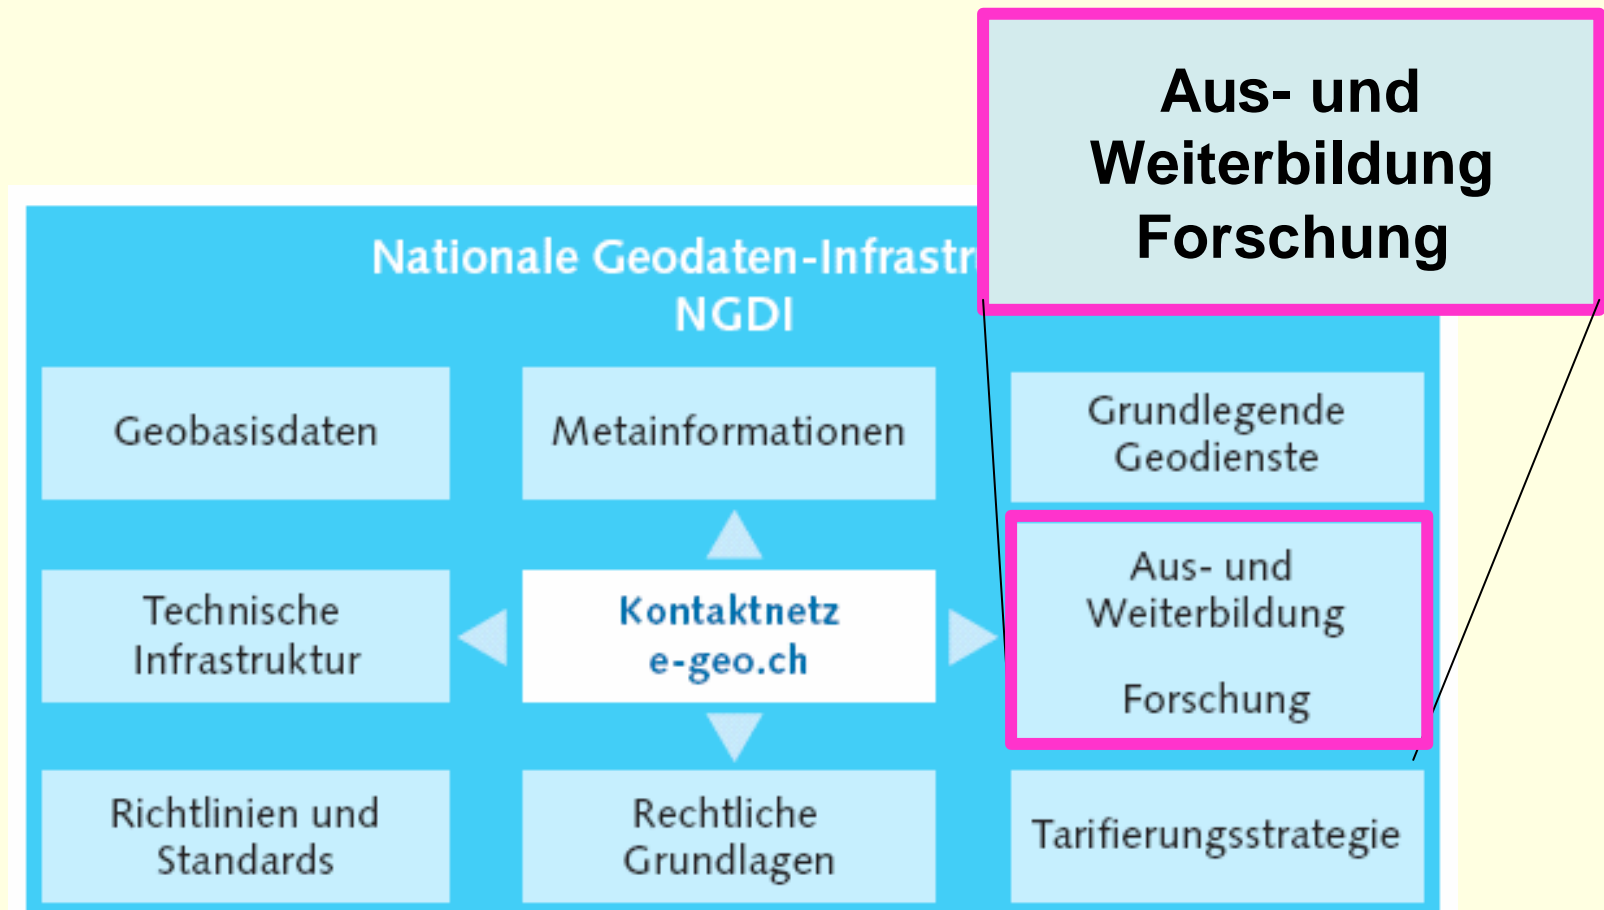 Aus- und
Weiterbildung
Forschung
Nationale Geodaten-Infrastr
NGDI
Geobasisdaten
Metainformationen
Grundlegende
Geodienste
Technische
Infrastruktur
Kontaktnetz
e-geo.ch
Aus- und
Weiterbildung
Forschung
Richtlinien und
Standards
Rechtliche
Grundlagen
Tarifierungsstrategie